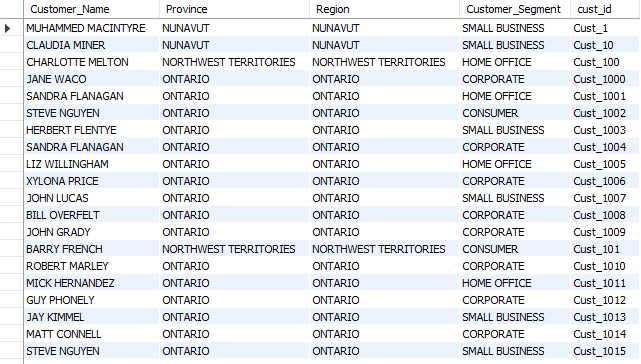 Customer_Name Province Region Customer_Segment cust_id
MUHAMMED MACINTYRE NUNAVUT NUNAVUT SMALL BUSINESS Cust_1
CLAUDIA MINER NUNAVUT NUNAVUT SMALL BUSINESS Cust_10
CHARLOTTE MELTON NORTHWEST TERRITORIES NORTHWEST TERRITORIES HOME OFFICE Cust_100
JANE WACO ONTARIO ONTARIO CORPORATE Cust_1000
SANDRA FLANAGAN ONTARIO ONTARIO HOME OFFICE Cust_1001
STEVE NGUYEN ONTARIO ONTARIO CONSUMER Cust_1002
HERBERT FLENTYE ONTARIO ONTARIO SMALL BUSINESS Cust_1003
SANDRA FLANAGAN ONTARIO ONTARIO CORPORATE Cust_1004
LIZ WILLINGHAM ONTARIO ONTARIO HOME OFFICE Cust_1005
XYLONA PRICE ONTARIO ONTARIO CORPORATE Cust_1006
JOHN LUCAS ONTARIO ONTARIO SMALL BUSINESS Cust_1007
BILL OVERFELT ONTARIO ONTARIO CORPORATE Cust_1008
JOHN GRADY ONTARIO ONTARIO CORPORATE Cust_1009
BARRY FRENCH NORTHWEST TERRITORIES NORTHWEST TERRITORIES CONSUMER Cust_101
ROBERT MARLEY ONTARIO ONTARIO CORPORATE Cust_1010
MICK HERNANDEZ ONTARIO ONTARIO HOME OFFICE Cust_1011
GUY PHONELY ONTARIO ONTARIO CORPORATE Cust_1012
JAY KIMMEL ONTARIO ONTARIO SMALL BUSINESS Cust_1013
MATT CONNELL ONTARIO ONTARIO CORPORATE Cust_1014
STEVE NGUYEN ONTARIO ONTARIO SMALL BUSINESS Cust_1015